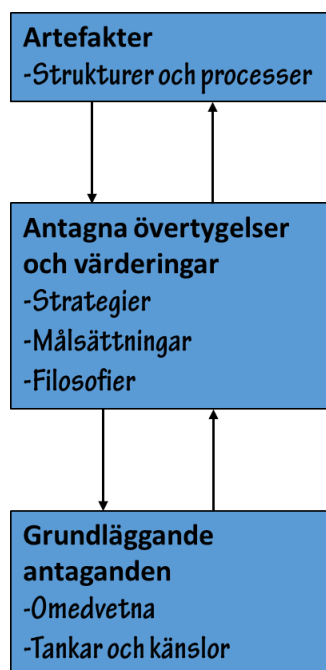 Artefakter
-Strukturer och processer
Antagna övertygelser
och värderingar
-Strategier
-Målsättningar
-Filosofier
Grundläggande
antaganden
-Omedvetna
-Tankar och känslor